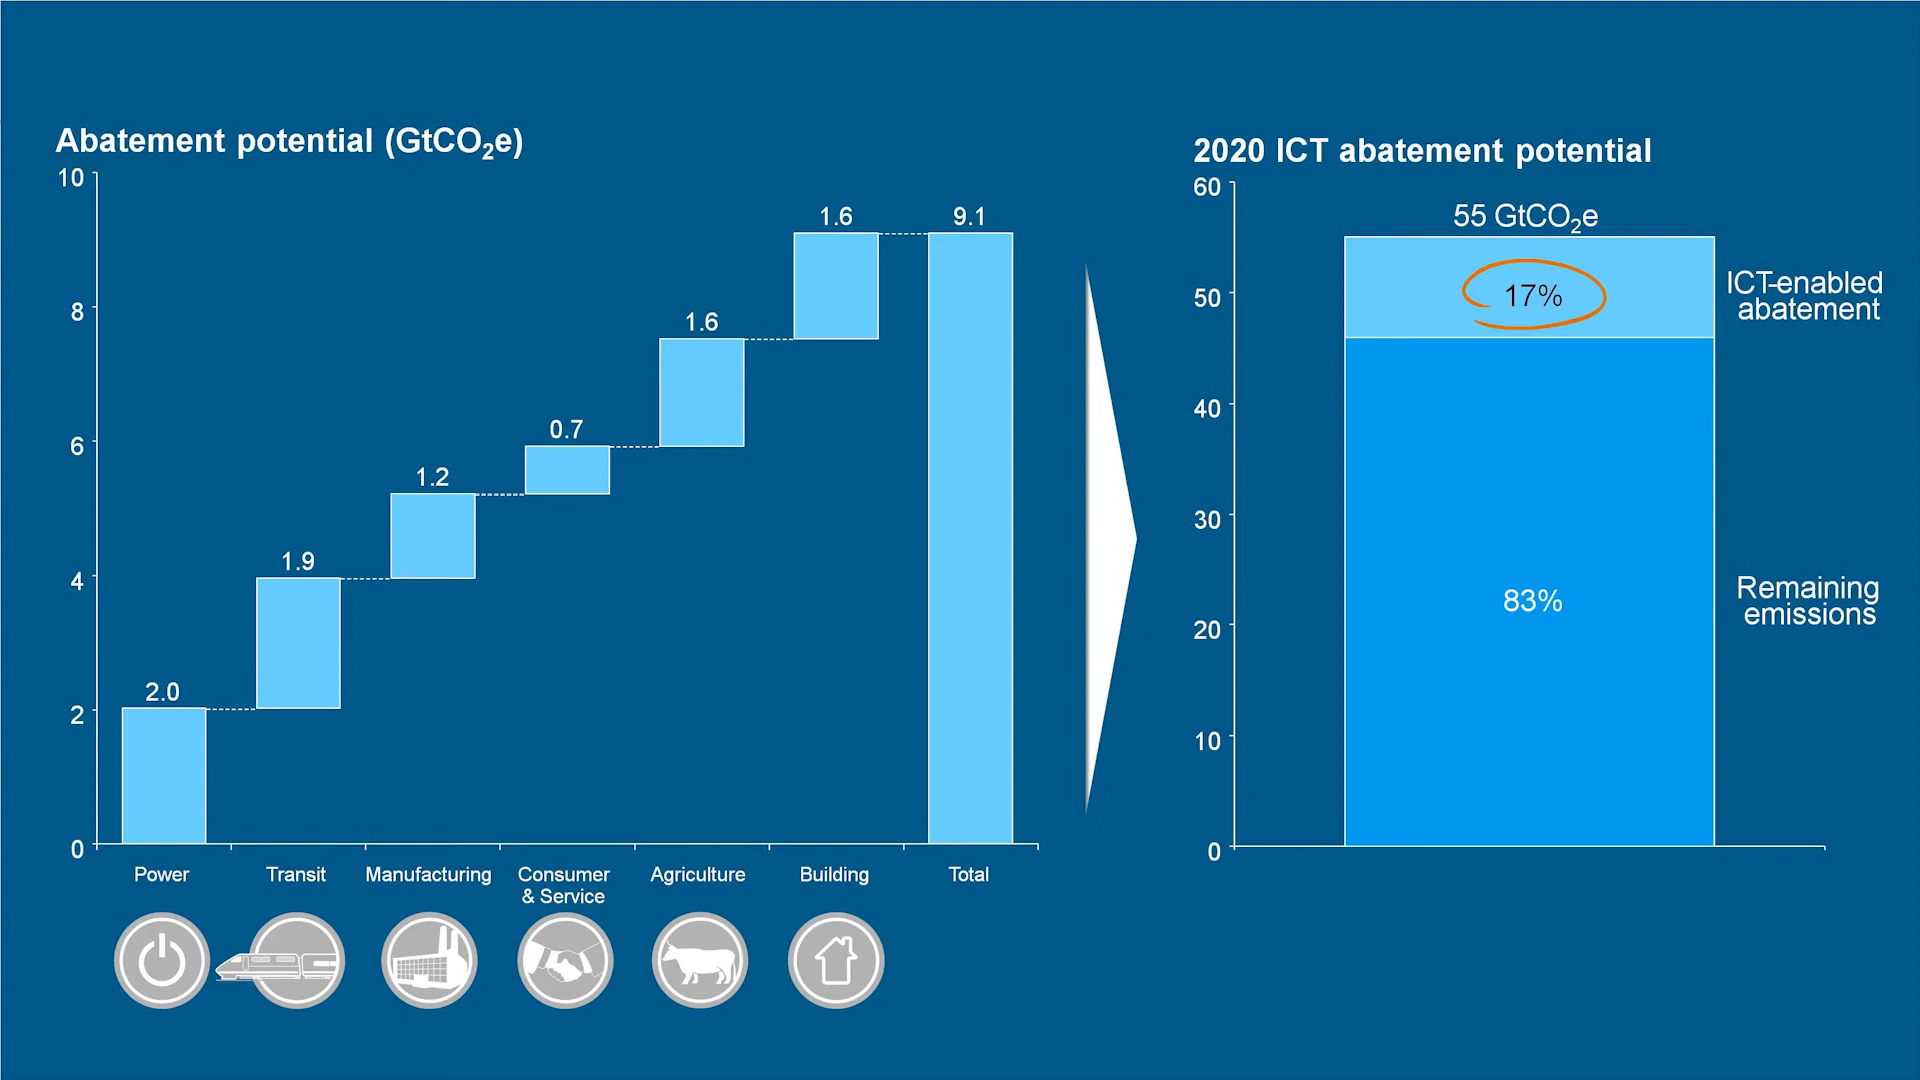 Abatement potential (GtCO₂e)
10
8
6
4
2
0
2.0
1.9
1.2
0.7
1.6
1.6
9.1
Power
Transit
Manufacturing
Consumer
& Service
Agriculture
Building
Total
2020 ICT abatement potential
60
50
40
30
20
10
0
55 GtCO₂e
17%
ICT-enabled
abatement
83%
Remaining
emissions